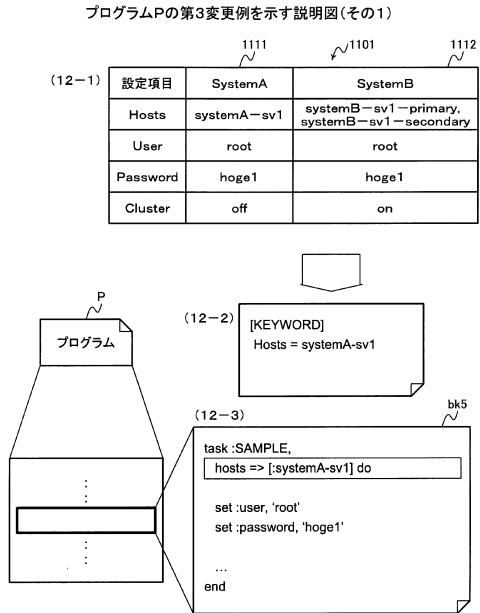 プログラムPの第3変更例を示す説明図(その1)
1111
1101
1112
(12-1)
設定項目 SystemA SystemB
Hosts systemA-sv1 systemB-sv1-primary,
systemB-sv1-secondary
User root root
Password hoge1 hoge1
Cluster off on
P
プログラム
(12-2)
[KEYWORD]
Hosts = systemA-sv1
(12-3)
bk5
task :SAMPLE,
hosts => [:systemA-sv1] do
set :user, 'root'
set :password, 'hoge1'
...
end